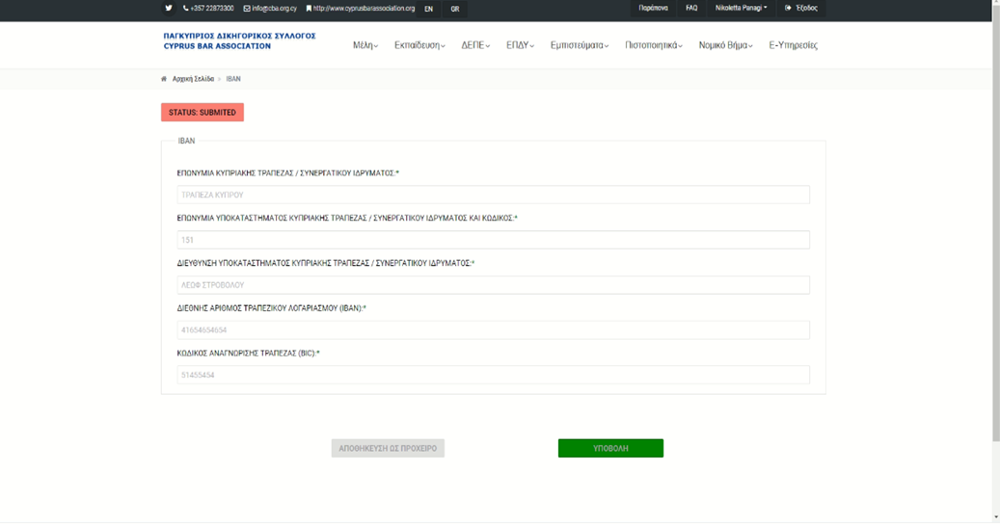 +357 22873300 info@cba.org.cy http://www.cyprusbarassociation.org EN GR Παράπονα FAQ Nikoletta Panagi Έξοδος
ΠΑΓΚΥΠΡΙΟΣ ΔΙΚΗΓΟΡΙΚΟΣ ΣΥΛΛΟΓΟΣ
CYPRUS BAR ASSOCIATION
Μέλη Εκπαίδευση ΔΕΠΕ ΕΠΔΥ Εμπιστεύματα Πιστοποιητικά Νομικό Βήμα Ε-Υπηρεσίες
Αρχική Σελίδα > IBAN
STATUS: SUBMITED
IBAN
ΕΠΩΝΥΜΙΑ ΚΥΠΡΙΑΚΗΣ ΤΡΑΠΕΖΑΣ / ΣΥΝΕΡΓΑΤΙΚΟΥ ΙΔΡΥΜΑΤΟΣ:*
ΤΡΑΠΕΖΑ ΚΥΠΡΟΥ
ΕΠΩΝΥΜΙΑ ΥΠΟΚΑΤΑΣΤΗΜΑΤΟΣ ΚΥΠΡΙΑΚΗΣ ΤΡΑΠΕΖΑΣ / ΣΥΝΕΡΓΑΤΙΚΟΥ ΙΔΡΥΜΑΤΟΣ ΚΑΙ ΚΩΔΙΚΟΣ:*
151
ΔΙΕΥΘΥΝΣΗ ΥΠΟΚΑΤΑΣΤΗΜΑΤΟΣ ΚΥΠΡΙΑΚΗΣ ΤΡΑΠΕΖΑΣ / ΣΥΝΕΡΓΑΤΙΚΟΥ ΙΔΡΥΜΑΤΟΣ:*
ΛΕΩΦ ΣΤΡΟΒΟΛΟΥ
ΔΙΕΘΝΗΣ ΑΡΙΘΜΟΣ ΤΡΑΠΕΖΙΚΟΥ ΛΟΓΑΡΙΑΣΜΟΥ (IBAN):*
41654654654
ΚΩΔΙΚΟΣ ΑΝΑΓΝΩΡΙΣΗΣ ΤΡΑΠΕΖΑΣ (BIC):*
51455454
ΑΠΟΘΗΚΕΥΣΗ ΩΣ ΠΡΟΧΕΙΡΟ ΥΠΟΒΟΛΗ